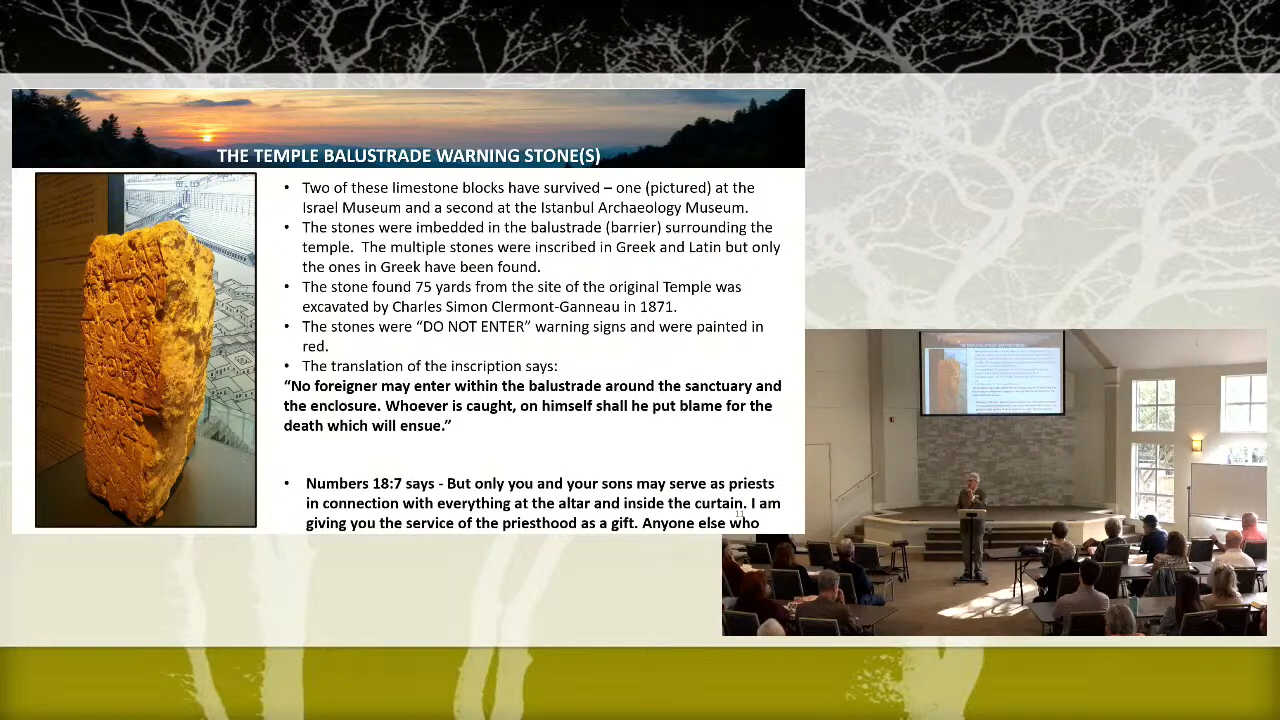 THE TEMPLE BALUSTRADE WARNING STONE(S)
• Two of these limestone blocks have survived – one (pictured) at the
Israel Museum and a second at the Istanbul Archaeology Museum.
• The stones were imbedded in the balustrade (barrier) surrounding the
temple. The multiple stones were inscribed in Greek and Latin but only
the ones in Greek have been found.
• The stone found 75 yards from the site of the original Temple was
excavated by Charles Simon Clermont-Ganneau in 1871.
• The stones were “DO NOT ENTER” warning signs and were painted in
red.
• The translation of the inscription says:
“No foreigner may enter within the balustrade around the sanctuary and
the enclosure. Whoever is caught, on himself shall he put blame for the
death which will ensue.”
• Numbers 18:7 says - But only you and your sons may serve as priests
in connection with everything at the altar and inside the curtain. I am
giving you the service of the priesthood as a gift. Anyone else who